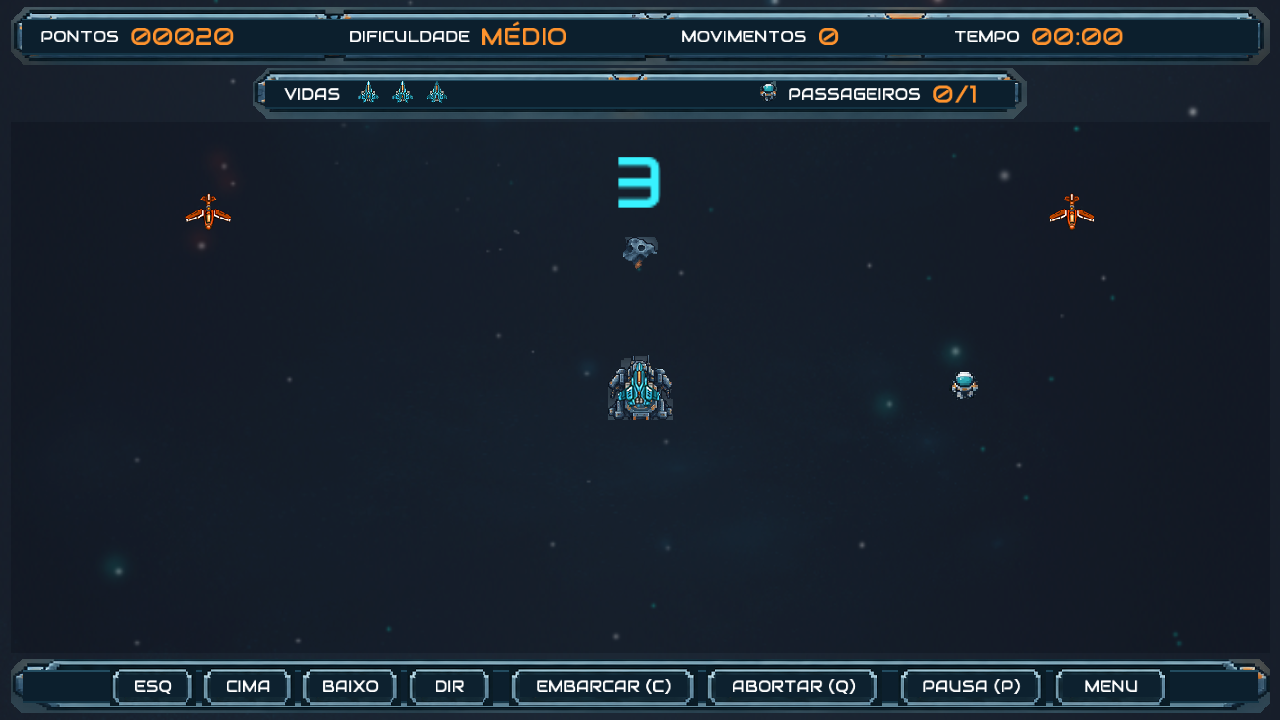 PONTOS 00020 DIFICULDADE MÉDIO MOVIMENTOS 0 TEMPO 00:00
VIDAS PASSAGEIROS 0/1
3
ESQ CIMA BAIXO DIR EMBARCAR (C) ABORTAR (Q) PAUSA (P) MENU